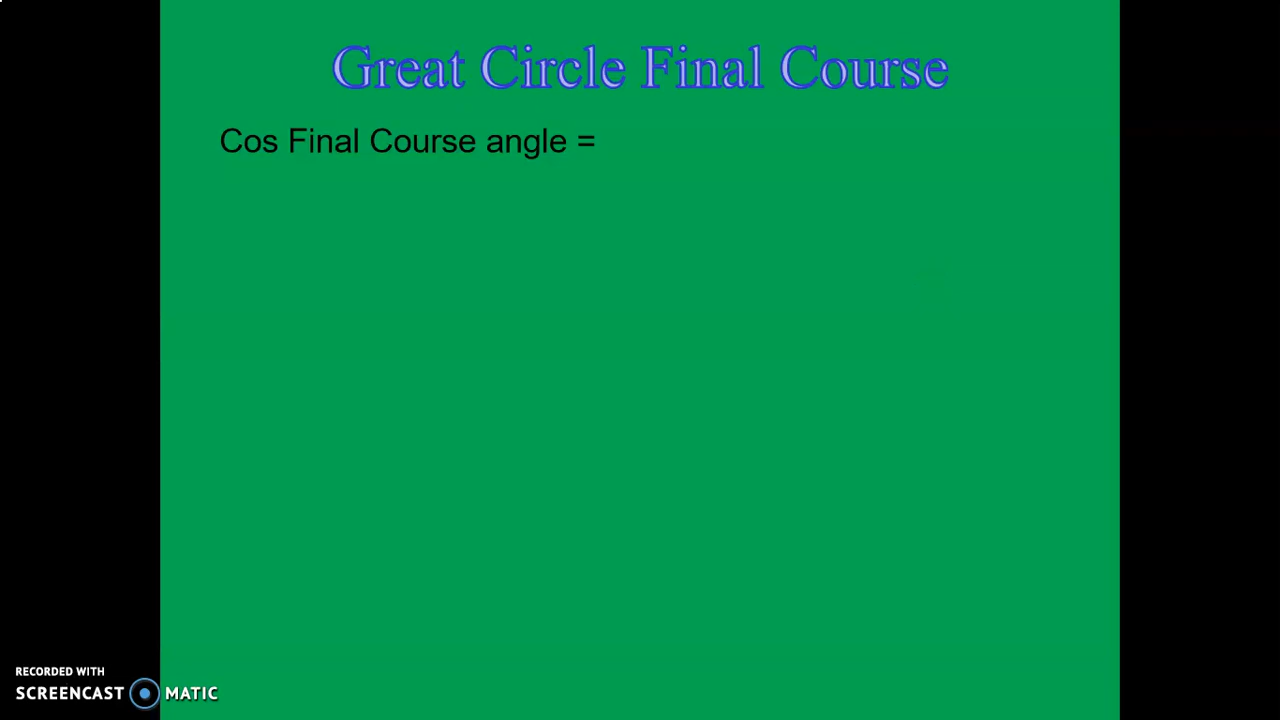 Great Circle Final Course
Cos Final Course angle =
RECORDED WITH
SCREENCAST MATIC